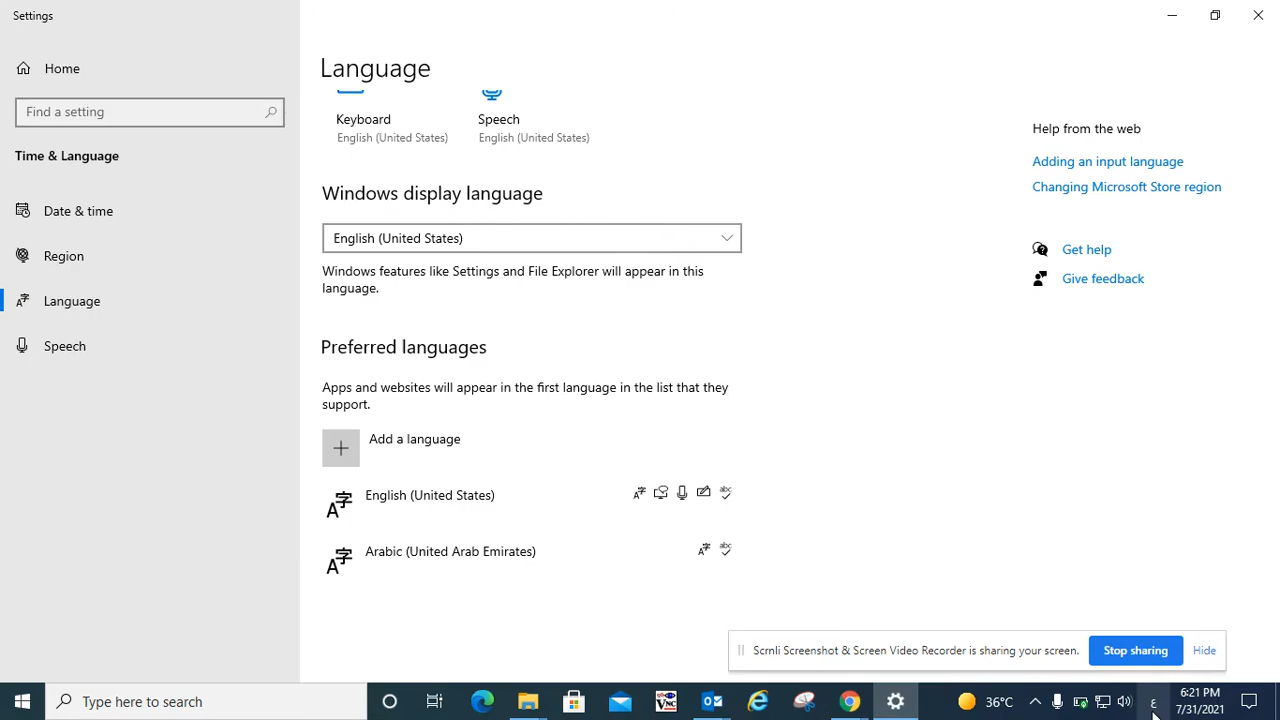 Settings
Home
Find a setting
Time & Language
Date & time
Region
Language
Speech
Language
Keyboard
English (United States)
Speech
English (United States)
Windows display language
English (United States)
Windows features like Settings and File Explorer will appear in this
language.
Preferred languages
Apps and websites will appear in the first language in the list that they
support.
Add a language
English (United States)
Arabic (United Arab Emirates)
Help from the web
Adding an input language
Changing Microsoft Store region
Get help
Give feedback
Scrnli Screenshot & Screen Video Recorder is sharing your screen.
Stop sharing
Hide
Type here to search
36°C
ع
6:21 PM
7/31/2021